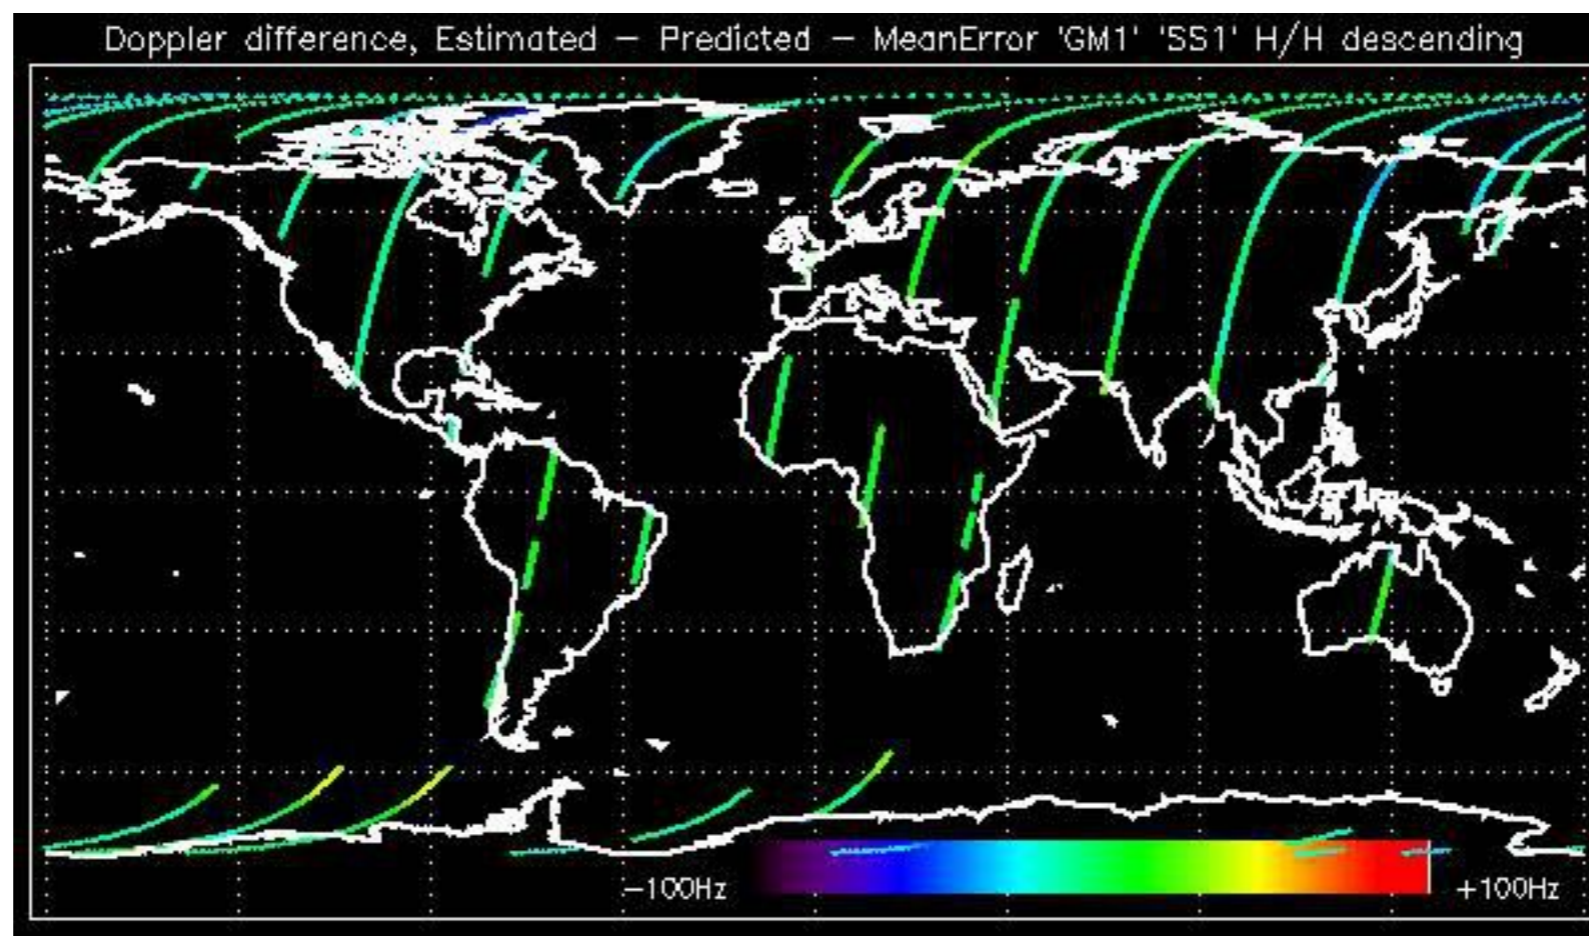 Doppler difference, Estimated – Predicted – MeanError 'GM1' 'SS1' H/H descending
–100Hz
+100Hz